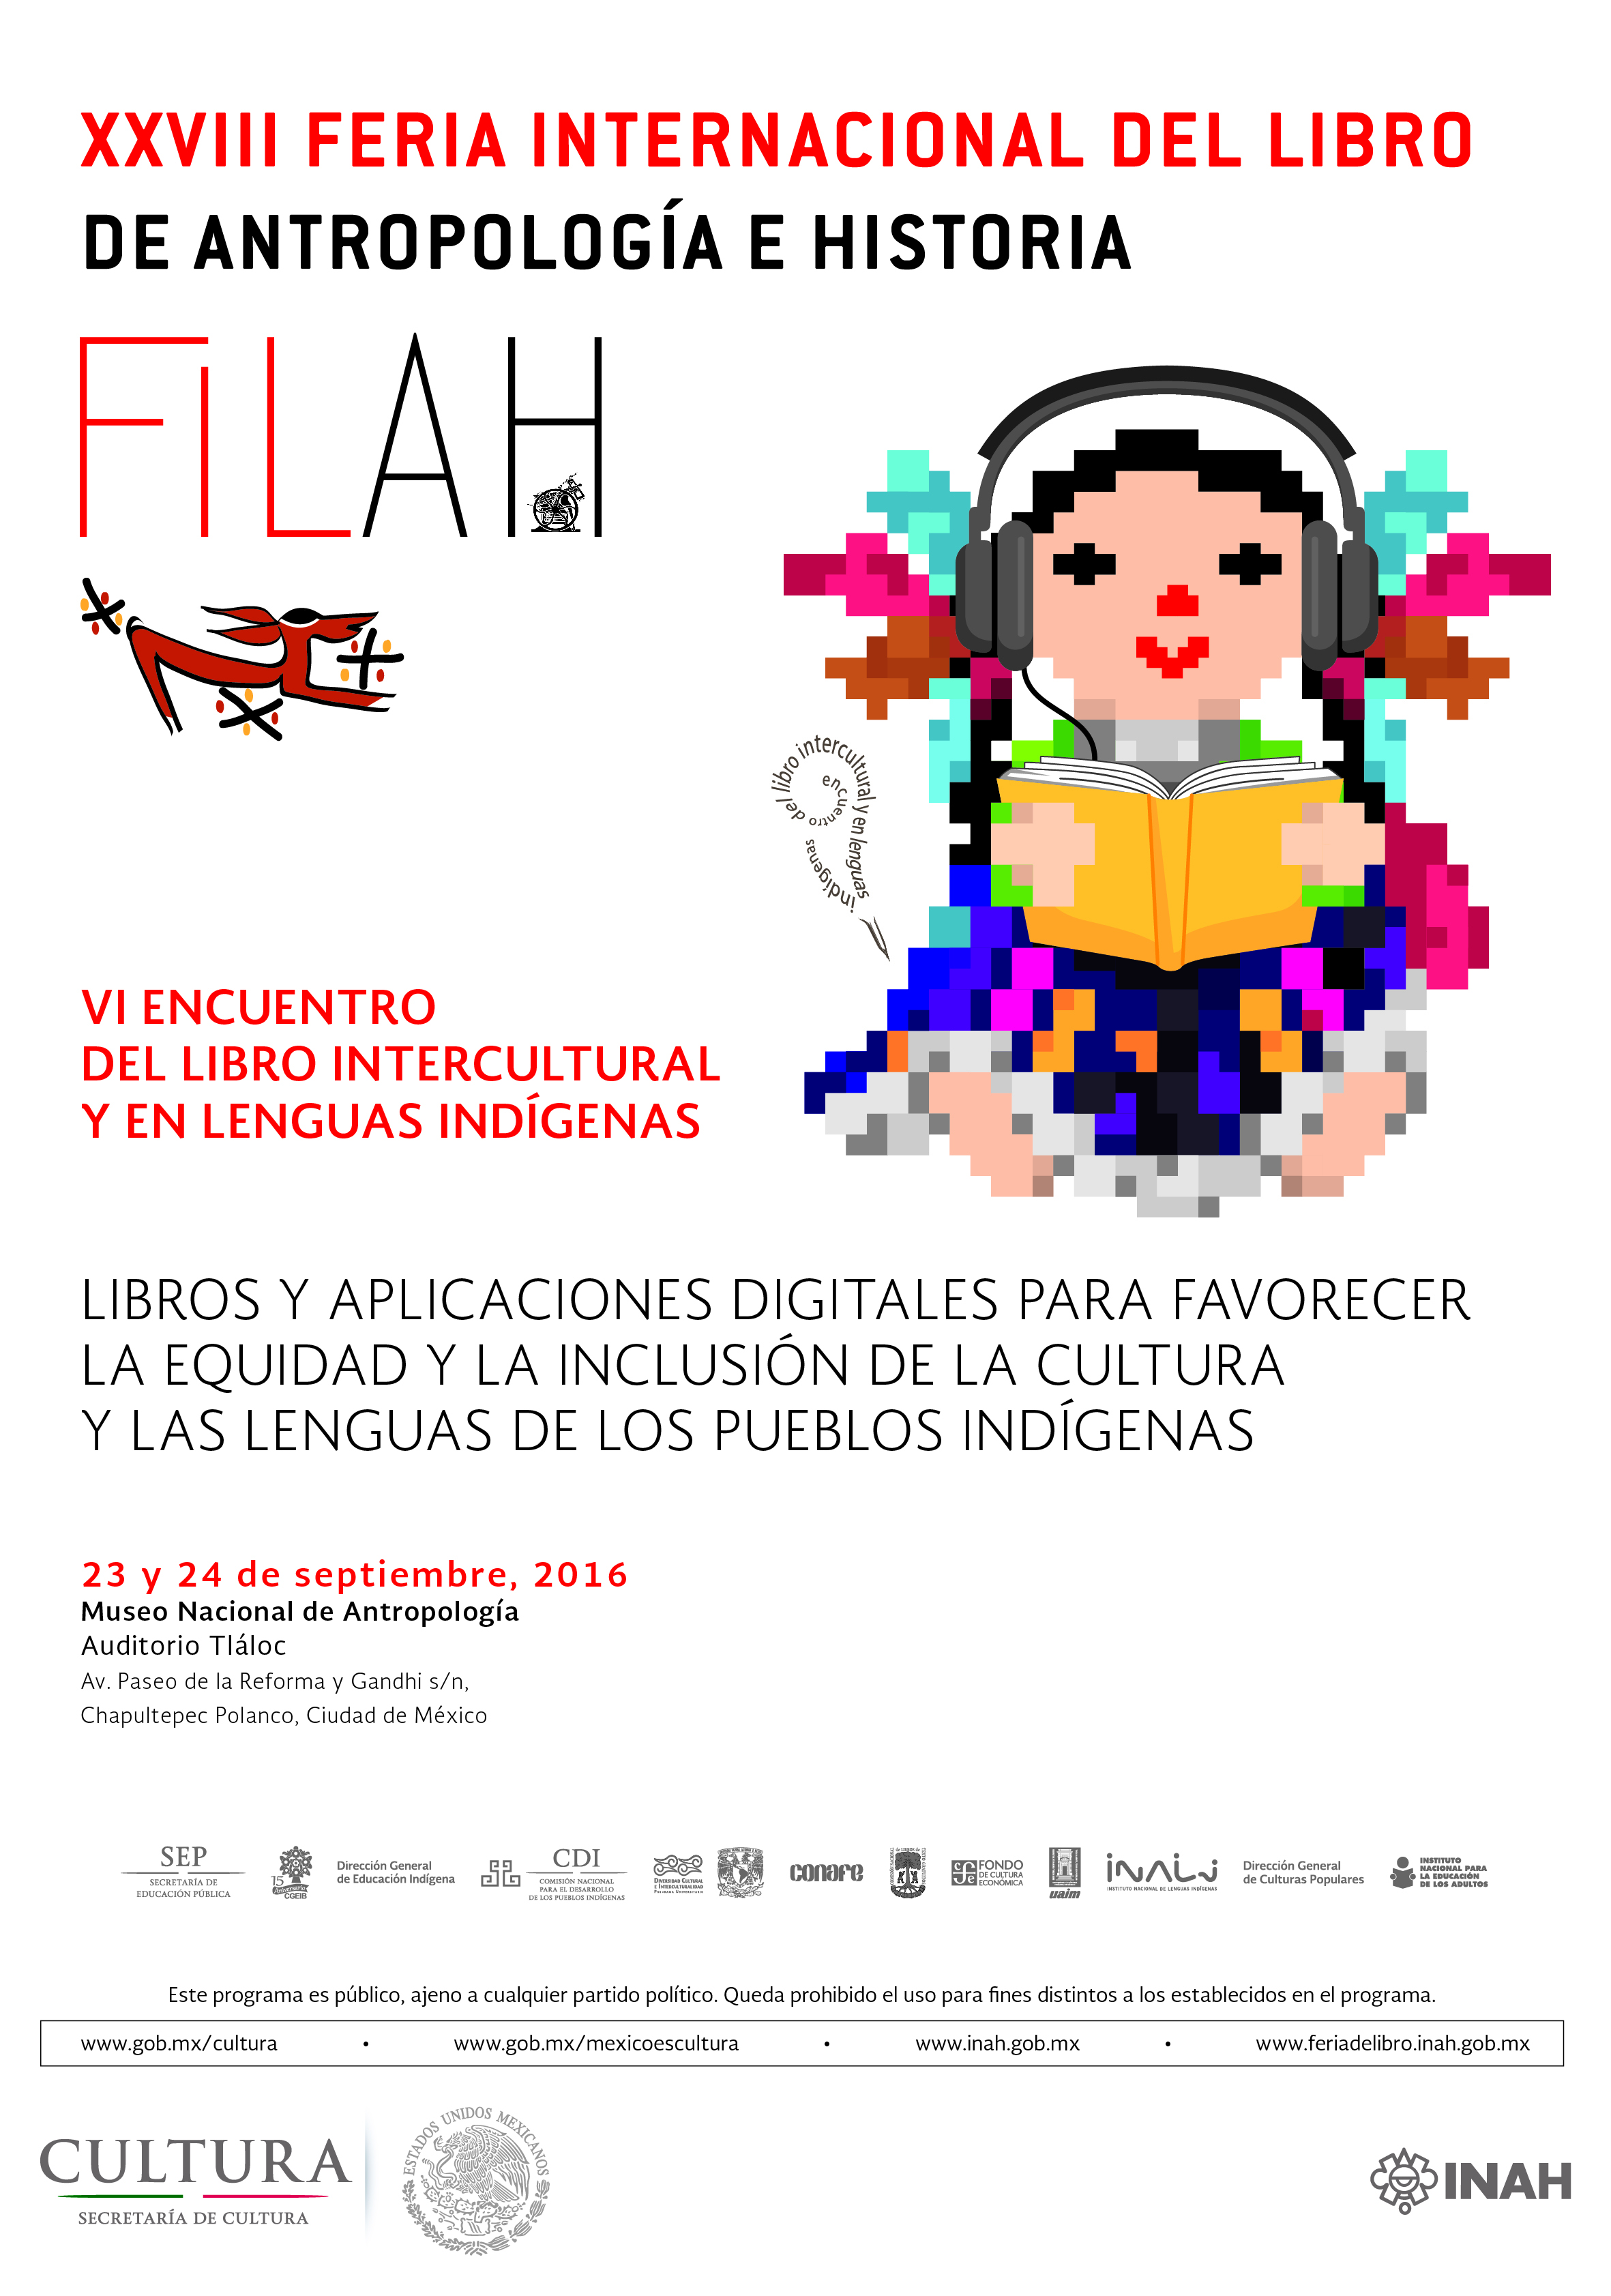 XXVIII FERIA INTERNACIONAL DEL LIBRO
DE ANTROPOLOGÍA E HISTORIA
FILAH
encuentro del libro intercultural y en lenguas indígenas
VI ENCUENTRO
DEL LIBRO INTERCULTURAL
Y EN LENGUAS INDÍGENAS
LIBROS Y APLICACIONES DIGITALES PARA FAVORECER
LA EQUIDAD Y LA INCLUSIÓN DE LA CULTURA
Y LAS LENGUAS DE LOS PUEBLOS INDÍGENAS
23 y 24 de septiembre, 2016
Museo Nacional de Antropología
Auditorio Tláloc
Av. Paseo de la Reforma y Gandhi s/n,
Chapultepec Polanco, Ciudad de México
SEP
SECRETARÍA DE
EDUCACIÓN PÚBLICA
15
Aniversario
CGEIB
Dirección General
de Educación Indígena
CDI
COMISIÓN NACIONAL
PARA EL DESARROLLO
DE LOS PUEBLOS INDÍGENAS
DIVERSIDAD CULTURAL
E INTERCULTURALIDAD
conafe
FONDO
DE CULTURA
ECONÓMICA
uaim
INALI
INSTITUTO NACIONAL DE LENGUAS INDÍGENAS
Dirección General
de Culturas Populares
INSTITUTO
NACIONAL PARA
LA EDUCACIÓN
DE LOS ADULTOS
Este programa es público, ajeno a cualquier partido político. Queda prohibido el uso para fines distintos a los establecidos en el programa.
www.gob.mx/cultura • www.gob.mx/mexicoescultura • www.inah.gob.mx • www.feriadelibro.inah.gob.mx
CULTURA
SECRETARÍA DE CULTURA
ESTADOS UNIDOS MEXICANOS
INAH